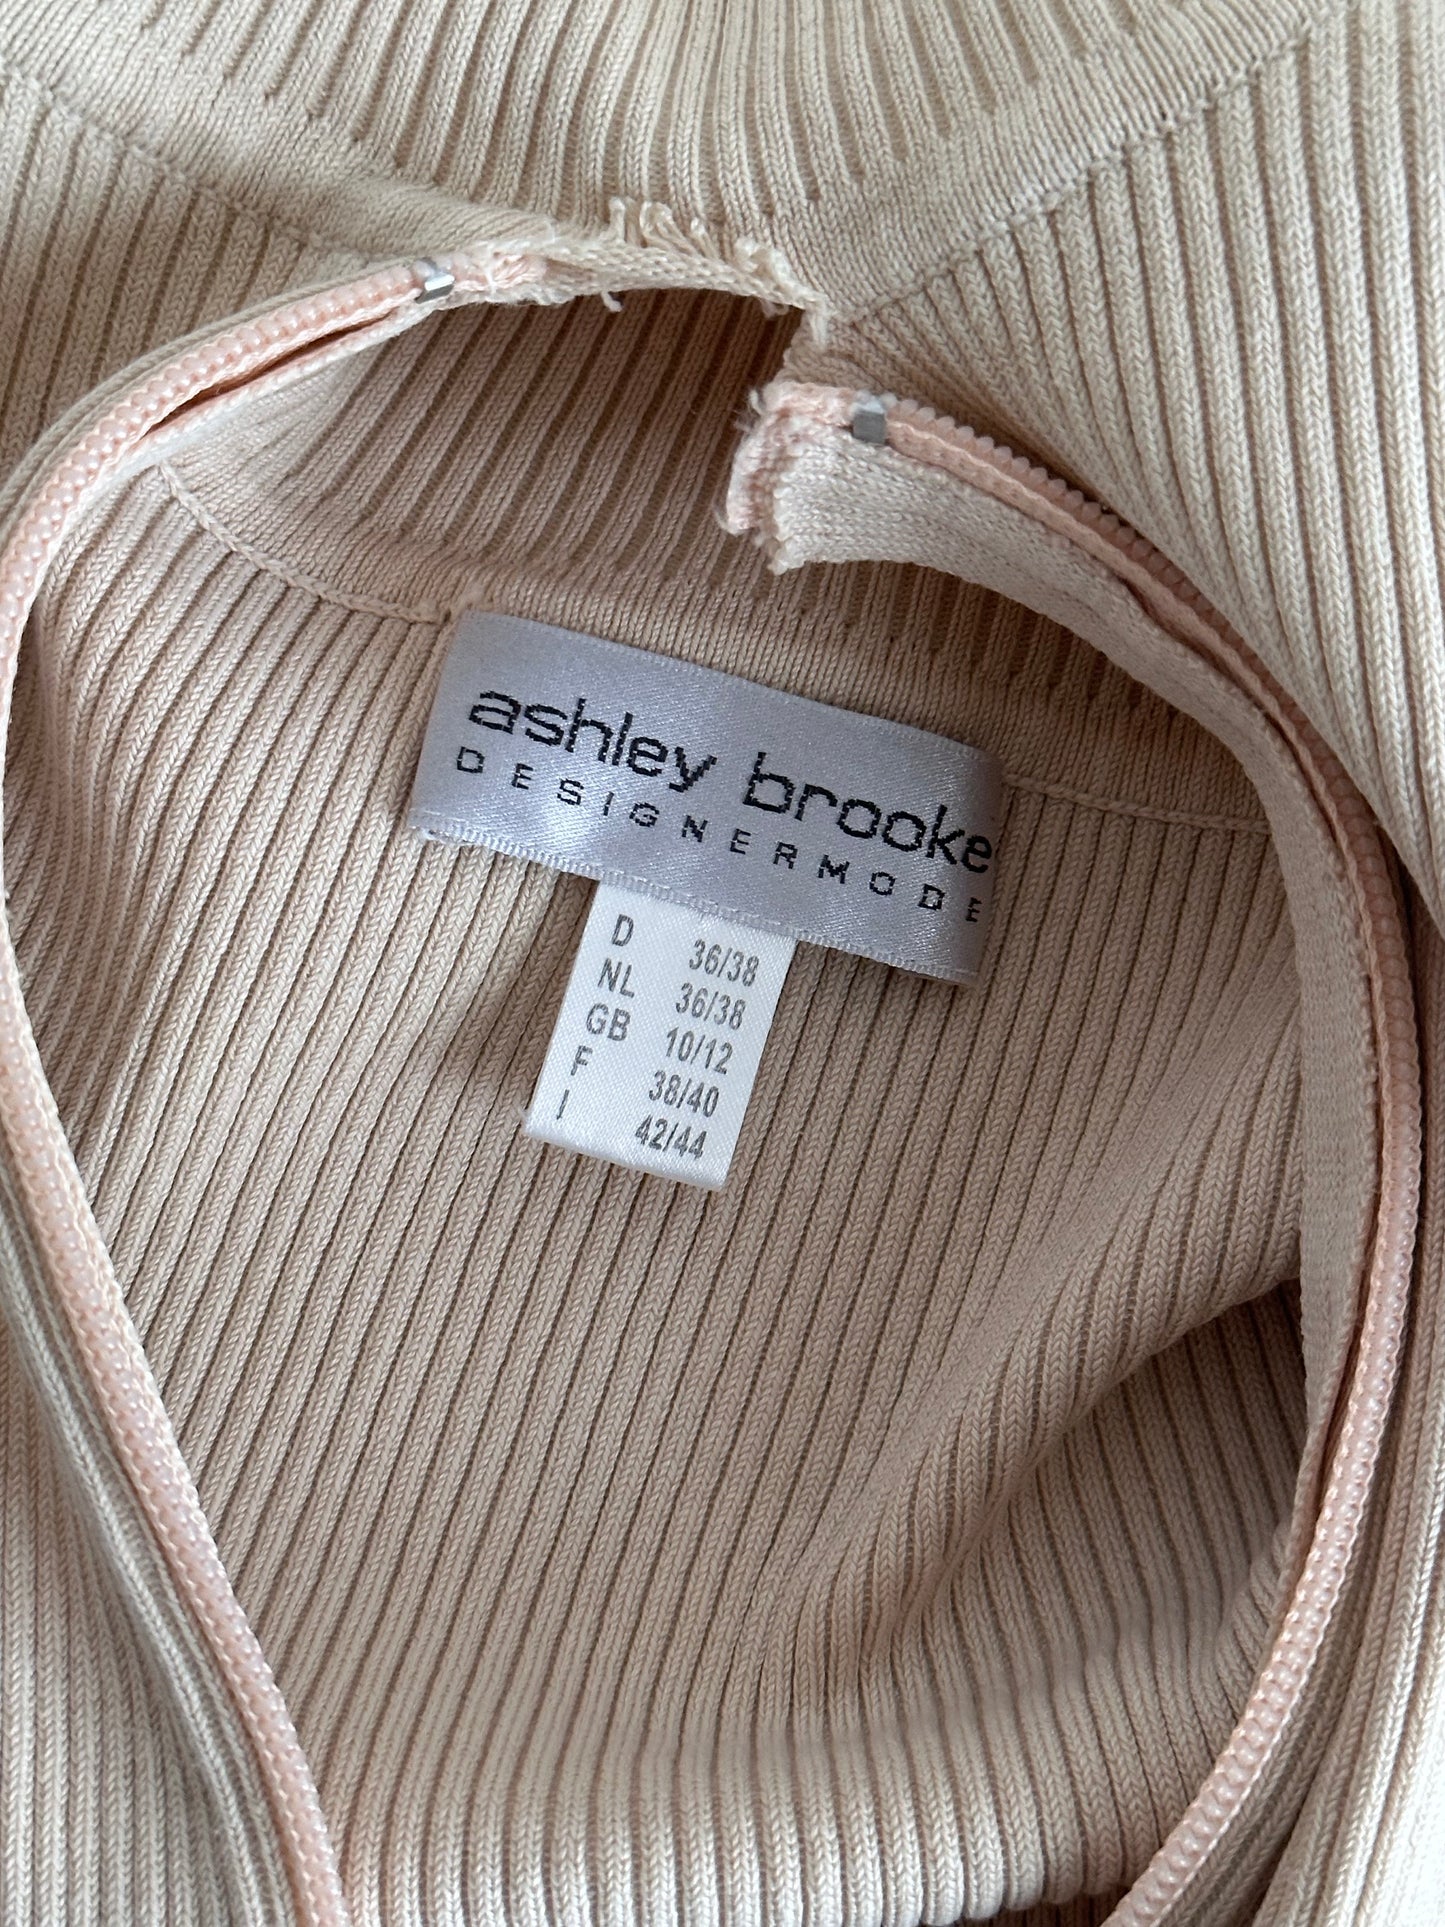 ashley brooke
DESIGNERMODE
D 36/38
NL 36/38
GB 10/12
F 38/40
I 42/44